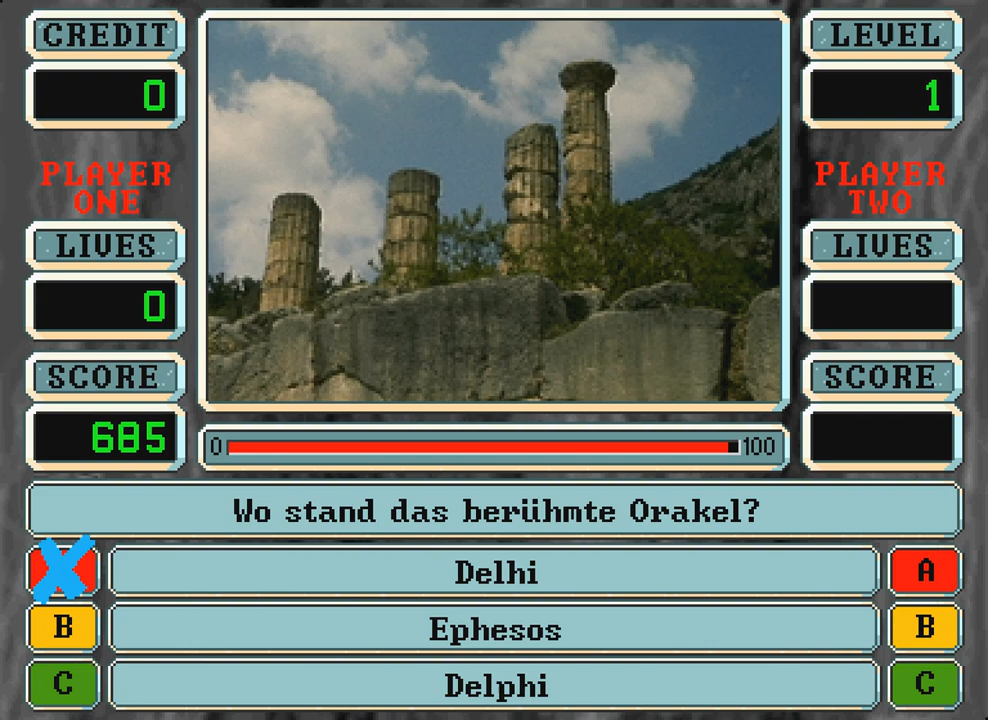 CREDIT
0
LEVEL
1
PLAYER
ONE
PLAYER
TWO
LIVES
0
LIVES
SCORE
685
SCORE
0 100
Wo stand das berühmte Orakel?
Delhi A
B Ephesos B
C Delphi C